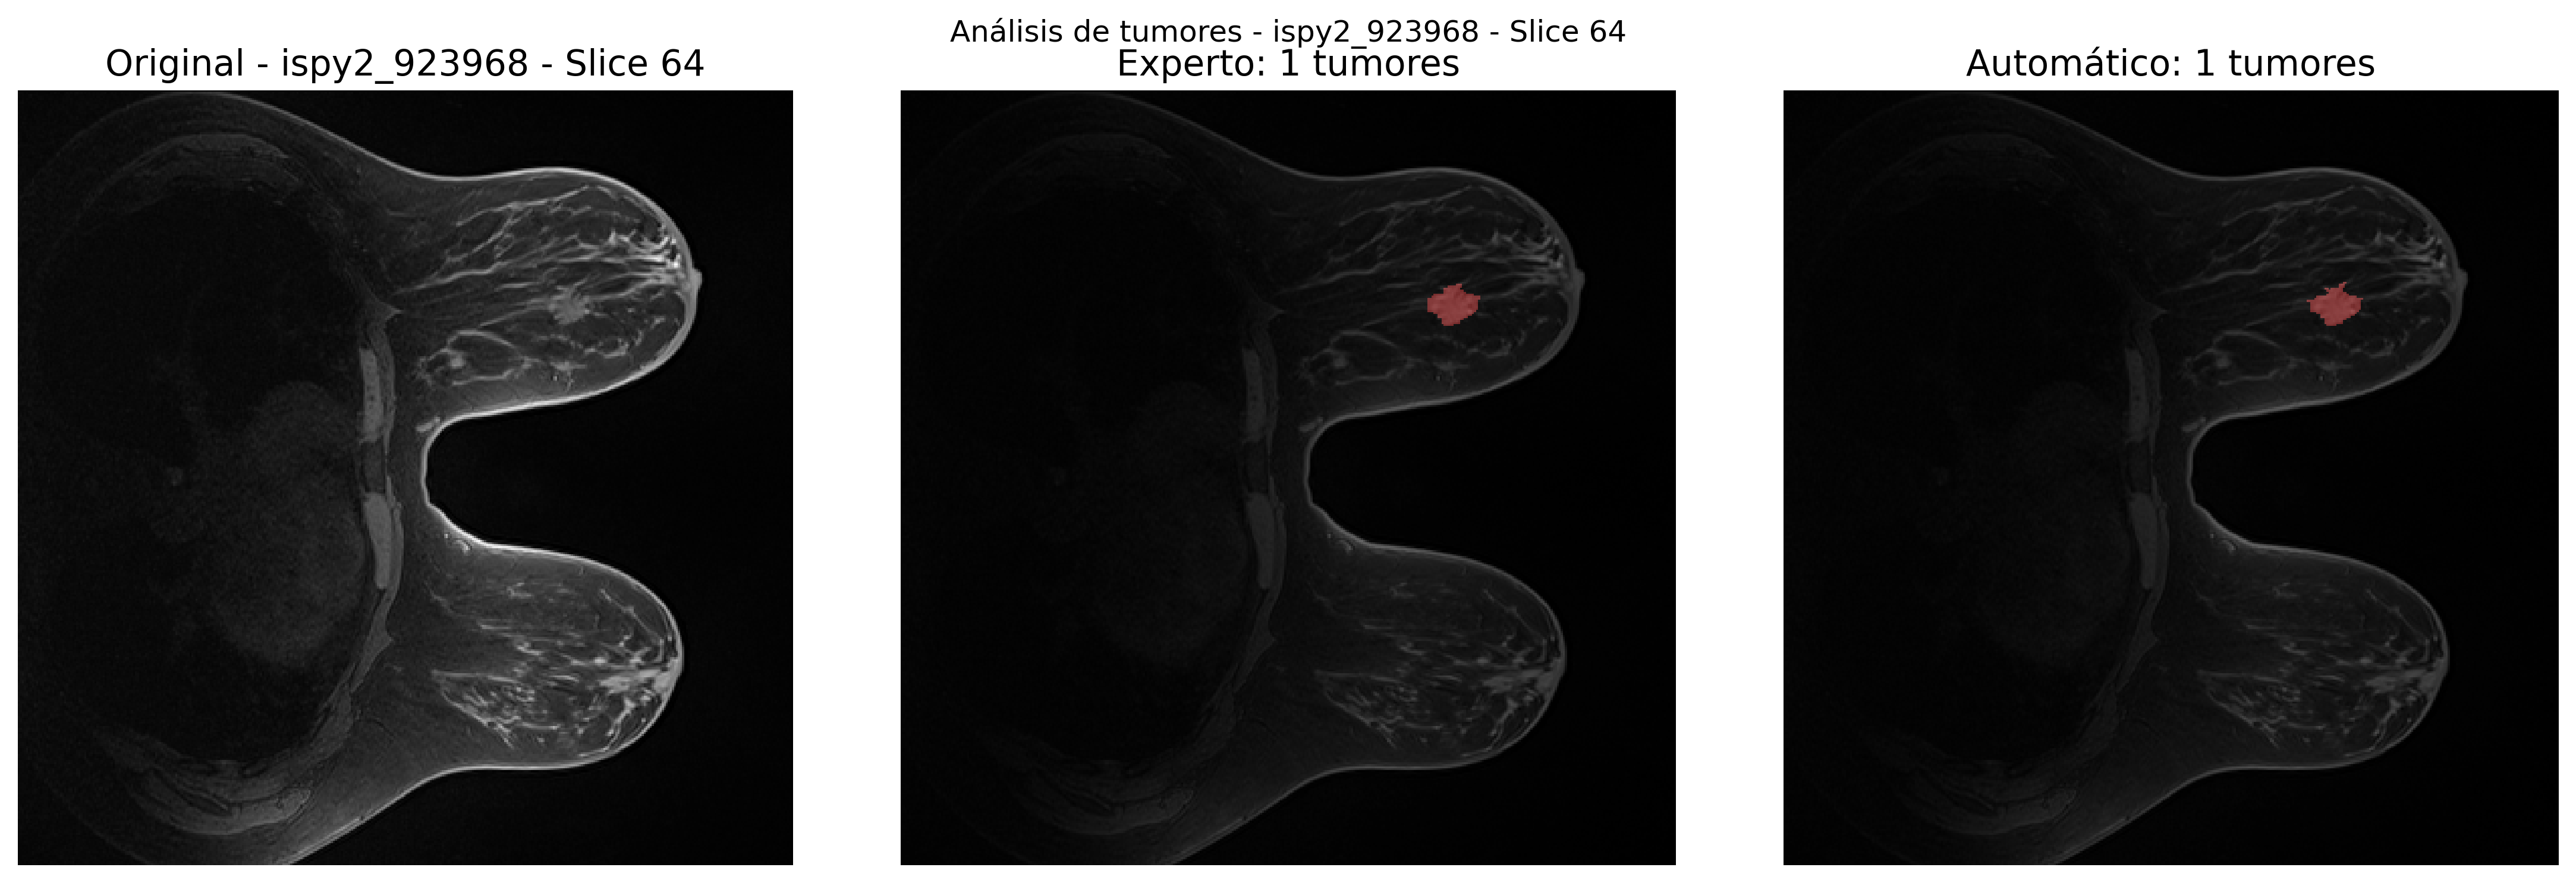 Análisis de tumores - ispy2_923968 - Slice 64
Original - ispy2_923968 - Slice 64
Experto: 1 tumores
Automático: 1 tumores